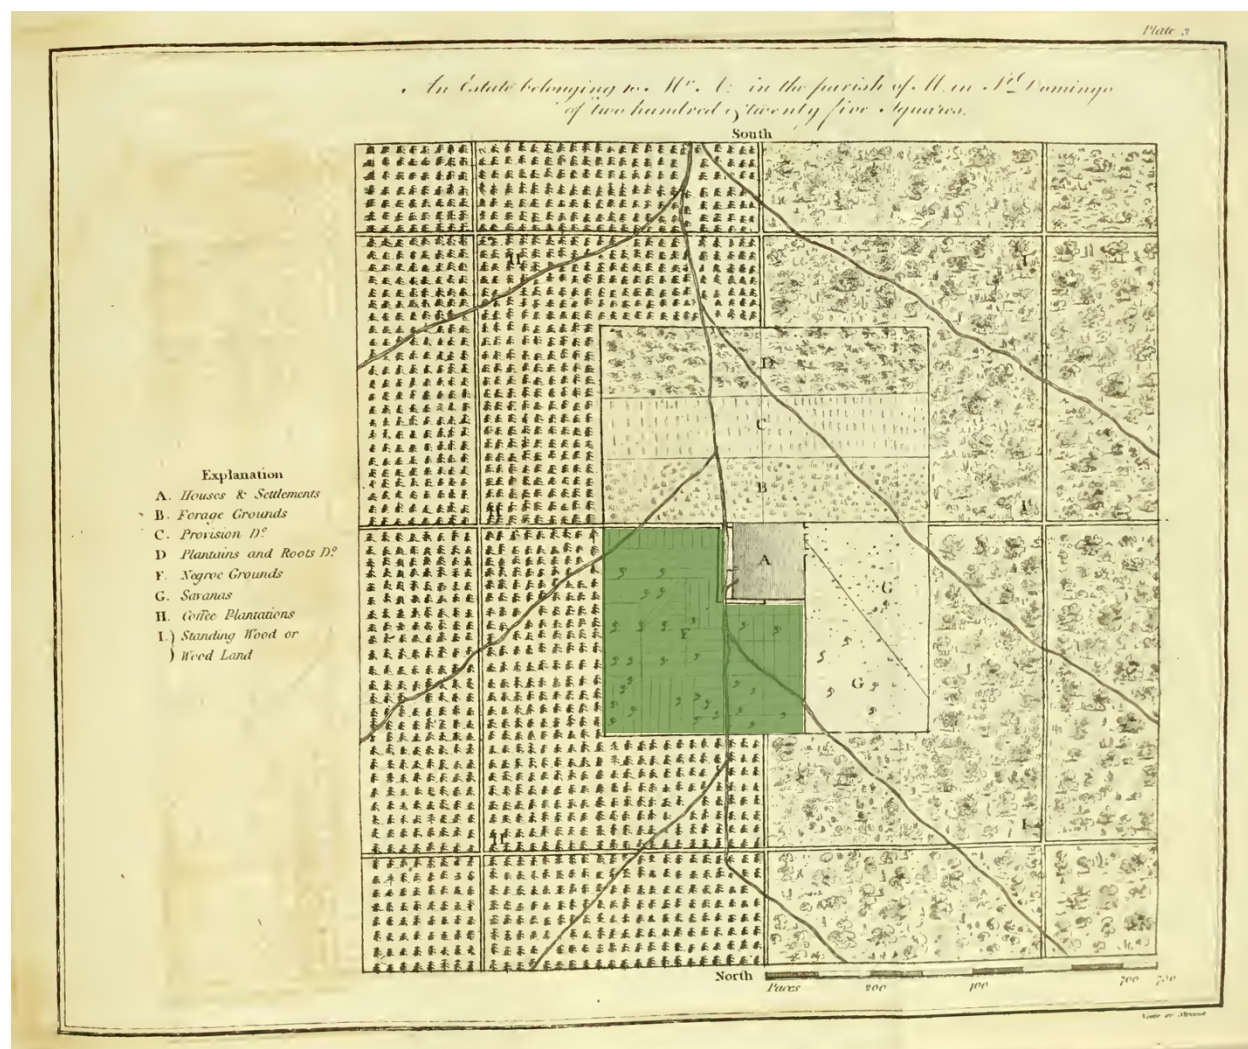 Plate 3
An Estate belonging to Mr. in the parish of M. in St. Domingo
of two hundred & twenty five Squares.
South
H
I
D
C
H
B
I
A
G
F
G
H
I
Explanation
A. Houses & Settlements
B. Forage Grounds
C. Provision Do.
D Plantains and Roots Do.
F. Negroe Grounds
G. Savanas
H. Coffee Plantations
I. ) Standing Wood or
) Wood Land
North
Paces 200 400 700 750